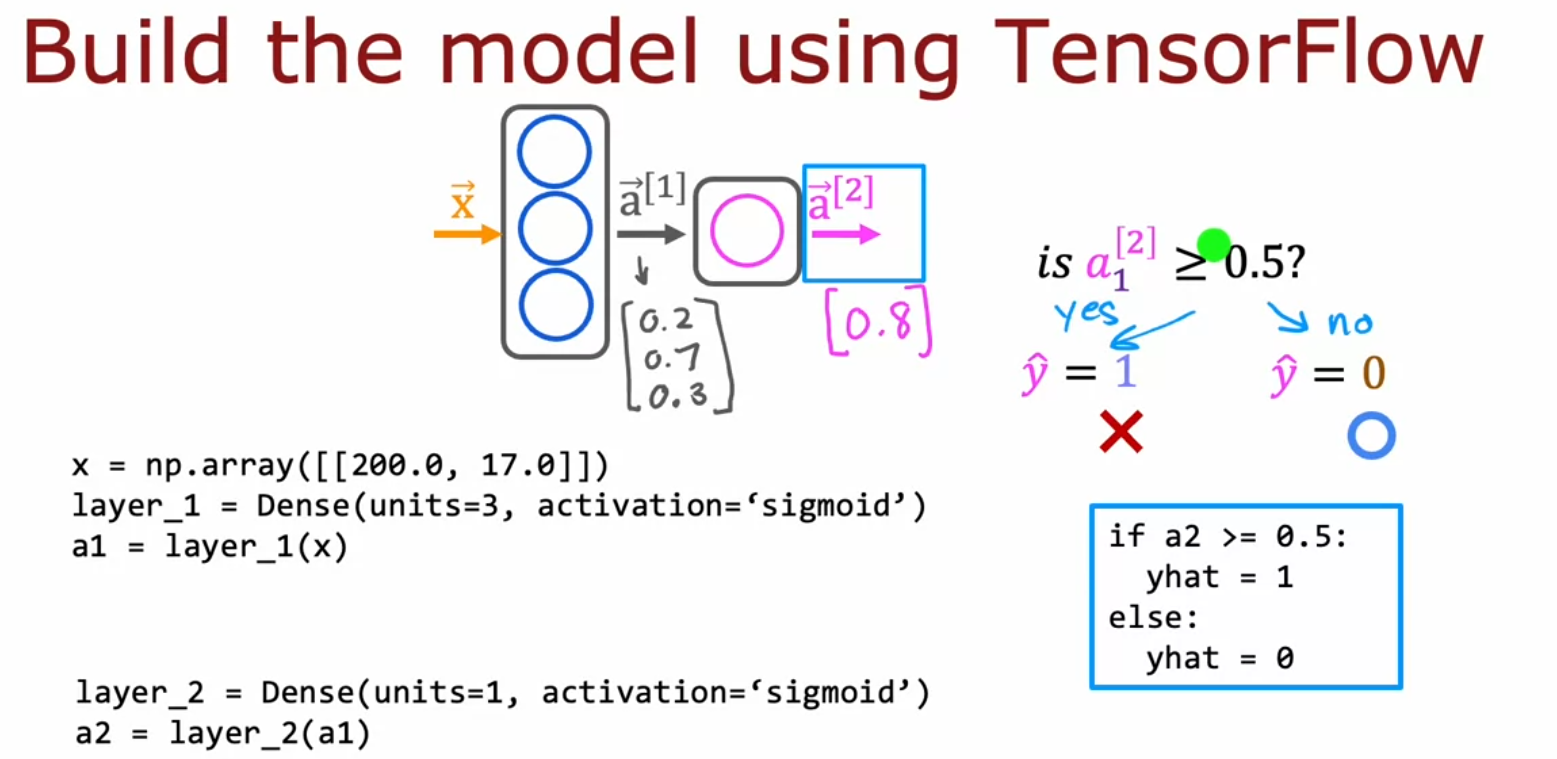 Build the model using TensorFlow
x⃗
a⃗[1]
a⃗[2]
0.2
0.7
0.3
[0.8]
is a₁[2] ≥ 0.5?
yes
no
ŷ = 1
ŷ = 0
x = np.array([[200.0, 17.0]])
layer_1 = Dense(units=3, activation=‘sigmoid’)
a1 = layer_1(x)
layer_2 = Dense(units=1, activation=‘sigmoid’)
a2 = layer_2(a1)
if a2 >= 0.5:
yhat = 1
else:
yhat = 0